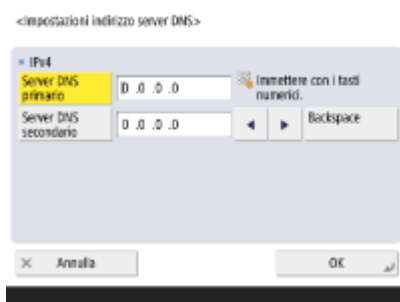 <Impostazioni indirizzo server DNS>
IPv4
Server DNS
primario
0 .0 .0 .0
Immettere con i tasti
numerici.
Server DNS
secondario
0 .0 .0 .0
◀ ▶ Backspace
× Annulla
OK